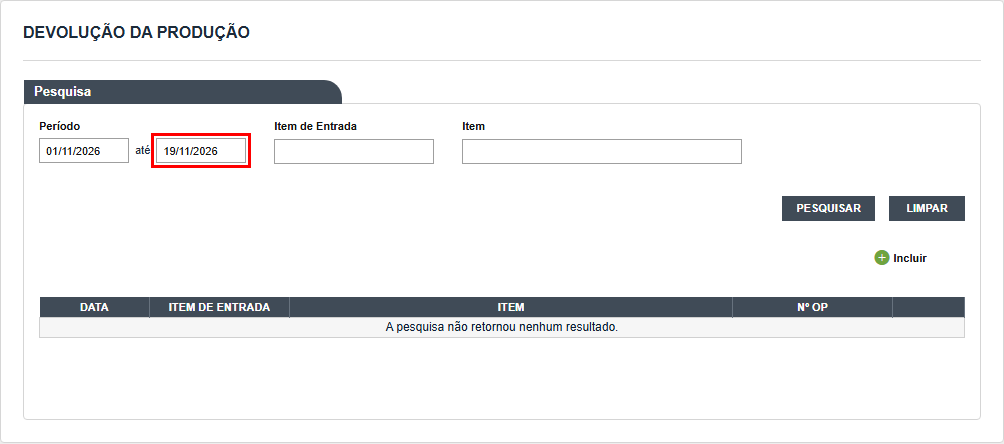 DEVOLUÇÃO DA PRODUÇÃO
Pesquisa
Período Item de Entrada Item
01/11/2026 até 19/11/2026
PESQUISAR LIMPAR
Incluir
DATA ITEM DE ENTRADA ITEM Nº OP
A pesquisa não retornou nenhum resultado.